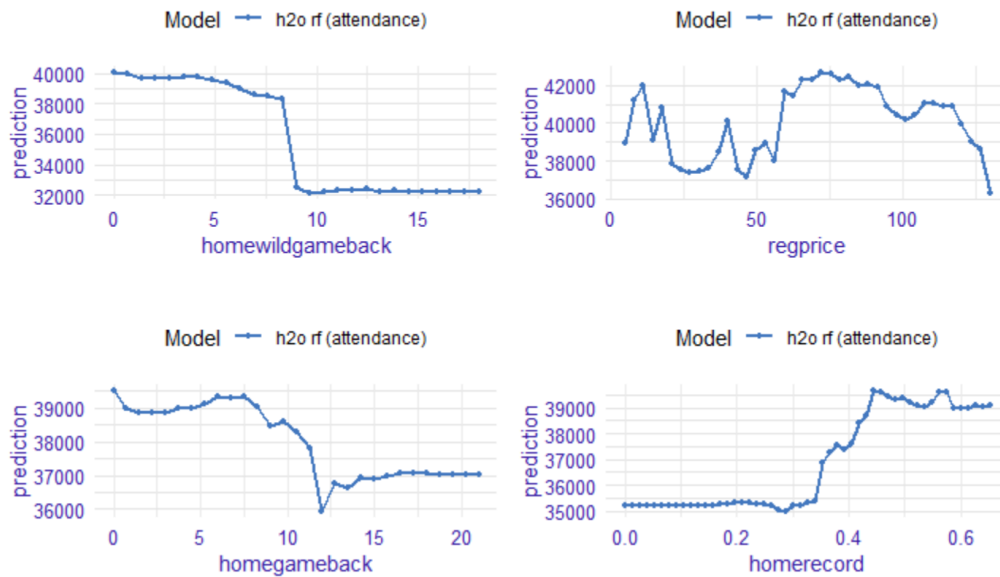 Model h2o rf (attendance)
40000
38000
36000
34000
32000
prediction
0 5 10 15
homewildgameback
Model h2o rf (attendance)
42000
40000
38000
36000
prediction
0 50 100
regprice
Model h2o rf (attendance)
39000
38000
37000
36000
prediction
0 5 10 15 20
homegameback
Model h2o rf (attendance)
39000
38000
37000
36000
35000
prediction
0.0 0.2 0.4 0.6
homerecord